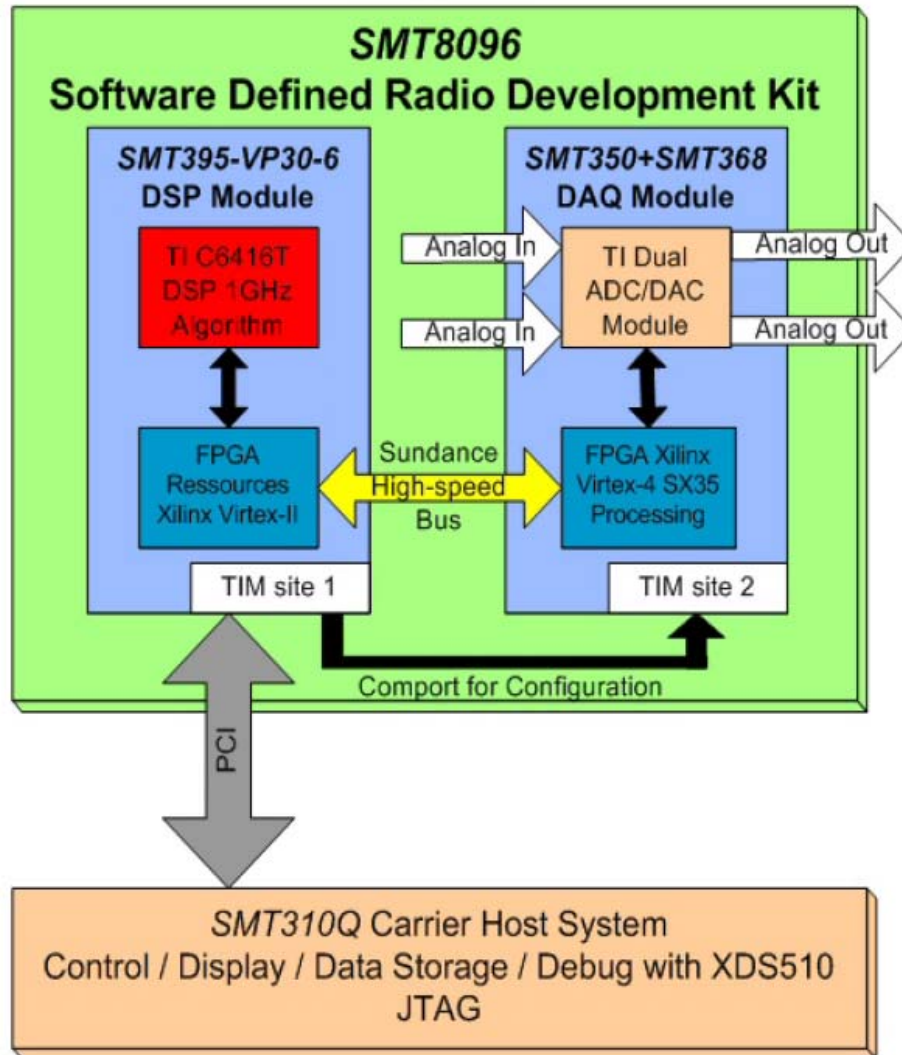 SMT8096
Software Defined Radio Development Kit
SMT395-VP30-6
DSP Module
TI C6416T
DSP 1GHz
Algorithm
FPGA
Ressources
Xilinx Virtex-II
TIM site 1
SMT350+SMT368
DAQ Module
Analog In
Analog In
TI Dual
ADC/DAC
Module
Analog Out
Analog Out
Sundance
High-speed
Bus
FPGA Xilinx
Virtex-4 SX35
Processing
TIM site 2
Comport for Configuration
PCI
SMT310Q Carrier Host System
Control / Display / Data Storage / Debug with XDS510
JTAG